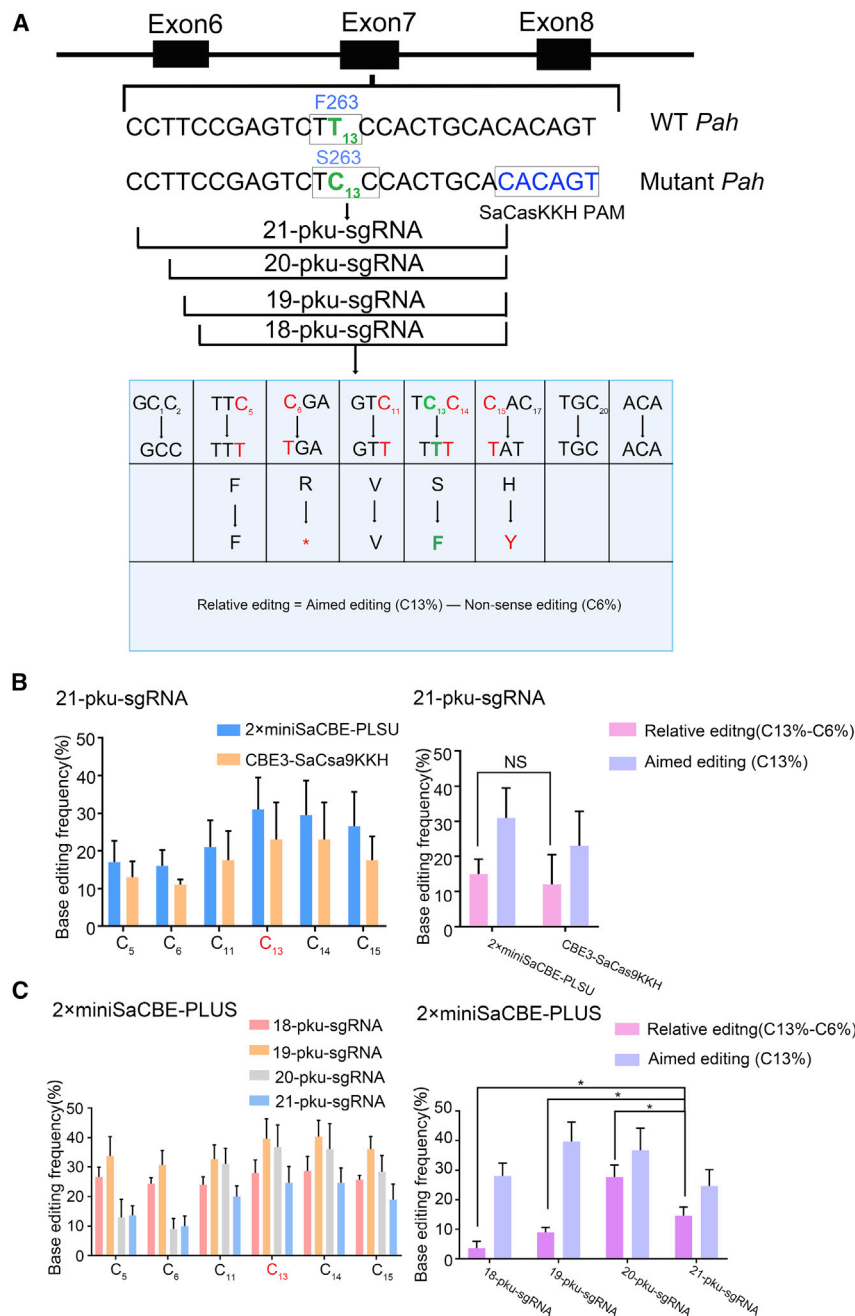 A
Exon6 Exon7 Exon8
F263
CCTTCCGAGTCTT13CCACTGCACACAGT WT Pah
S263
CCTTCCGAGTCTC13CCACTGCACACAGT Mutant Pah
SaCasKKH PAM
21-pku-sgRNA
20-pku-sgRNA
19-pku-sgRNA
18-pku-sgRNA
GC1C2 TTC5 C6GA GTC11 TC13C14 C15AC17 TGC20 ACA
GCC TTT TGA GTT TTT TAT TGC ACA
F R V S H
F * V F Y
Relative editng = Aimed editing (C13%) — Non-sense editing (C6%)
B
21-pku-sgRNA
2×miniSaCBE-PLSU
CBE3-SaCsa9KKH
Base editing frequency(%)
50
40
30
20
10
0
C5 C6 C11 C13 C14 C15
21-pku-sgRNA
Relative editng(C13%-C6%)
Aimed editing (C13%)
NS
Base editing frequency(%)
50
40
30
20
10
0
2×miniSaCBE-PLSU
CBE3-SaCas9KKH
C
2×miniSaCBE-PLUS
18-pku-sgRNA
19-pku-sgRNA
20-pku-sgRNA
21-pku-sgRNA
Base editing frequency(%)
50
40
30
20
10
0
C5 C6 C11 C13 C14 C15
2×miniSaCBE-PLUS
Relative editng(C13%-C6%)
Aimed editing (C13%)
*
*
*
Base editing frequency(%)
50
40
30
20
10
0
18-pku-sgRNA
19-pku-sgRNA
20-pku-sgRNA
21-pku-sgRNA